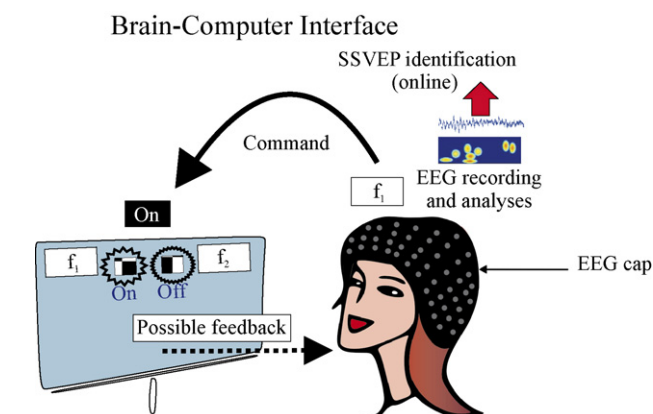 Brain-Computer Interface
SSVEP identification
(online)
Command
EEG recording
and analyses
f₁
On
f₁
f₂
On
Off
EEG cap
Possible feedback